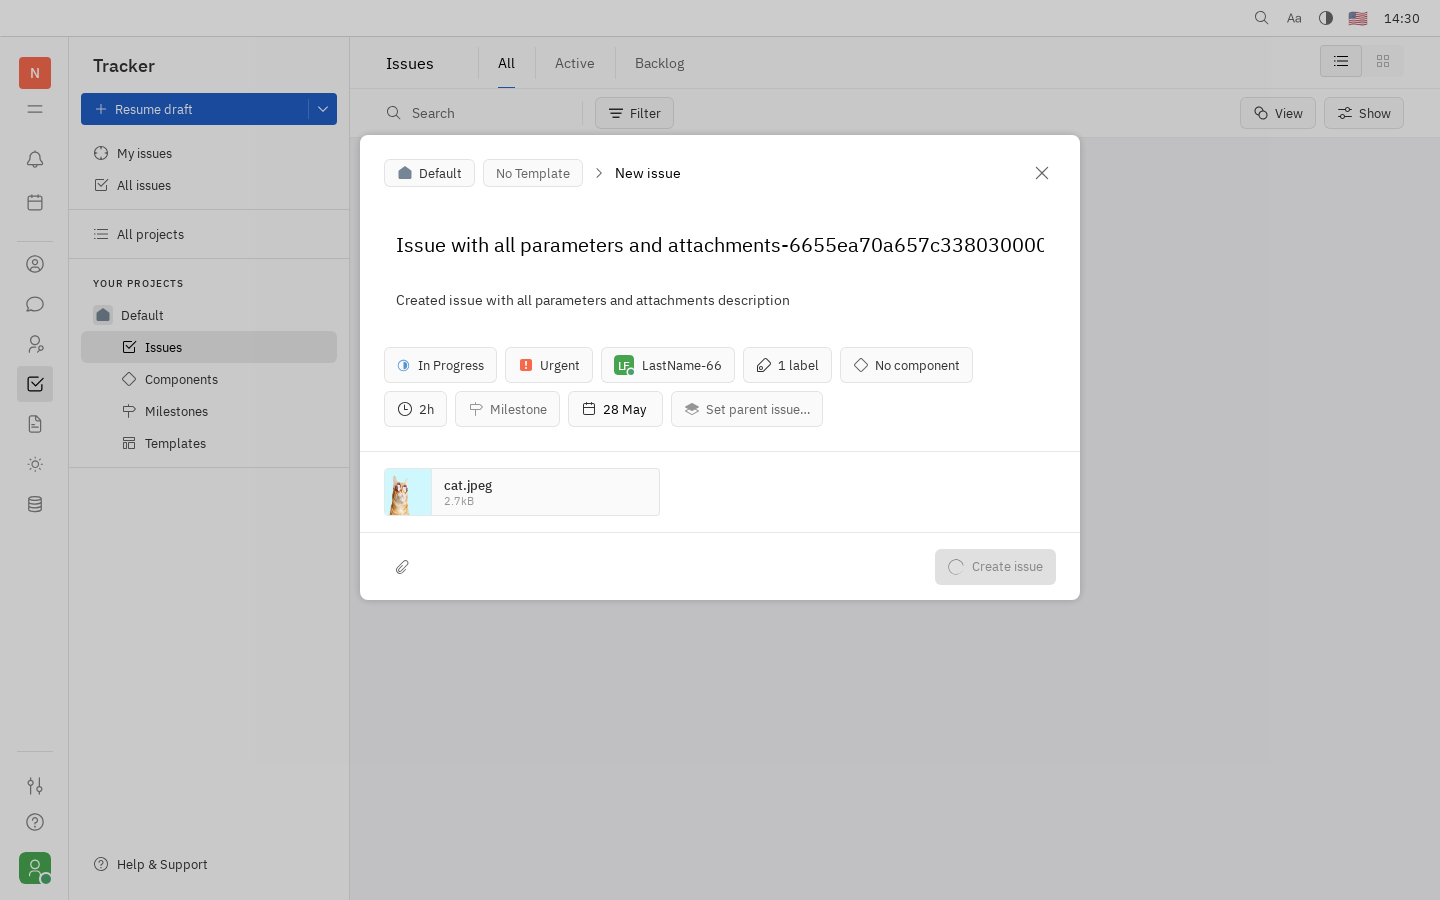 Aa 14:30
N
Tracker
Resume draft
My issues
All issues
All projects
YOUR PROJECTS
Default
Issues
Components
Milestones
Templates
Help & Support
Issues All Active Backlog
Search Filter View Show
Default No Template New issue
Issue with all parameters and attachments-6655ea70a657c33803000
Created issue with all parameters and attachments description
In Progress Urgent LF LastName-66 1 label No component
2h Milestone 28 May Set parent issue...
cat.jpeg
2.7kB
Create issue